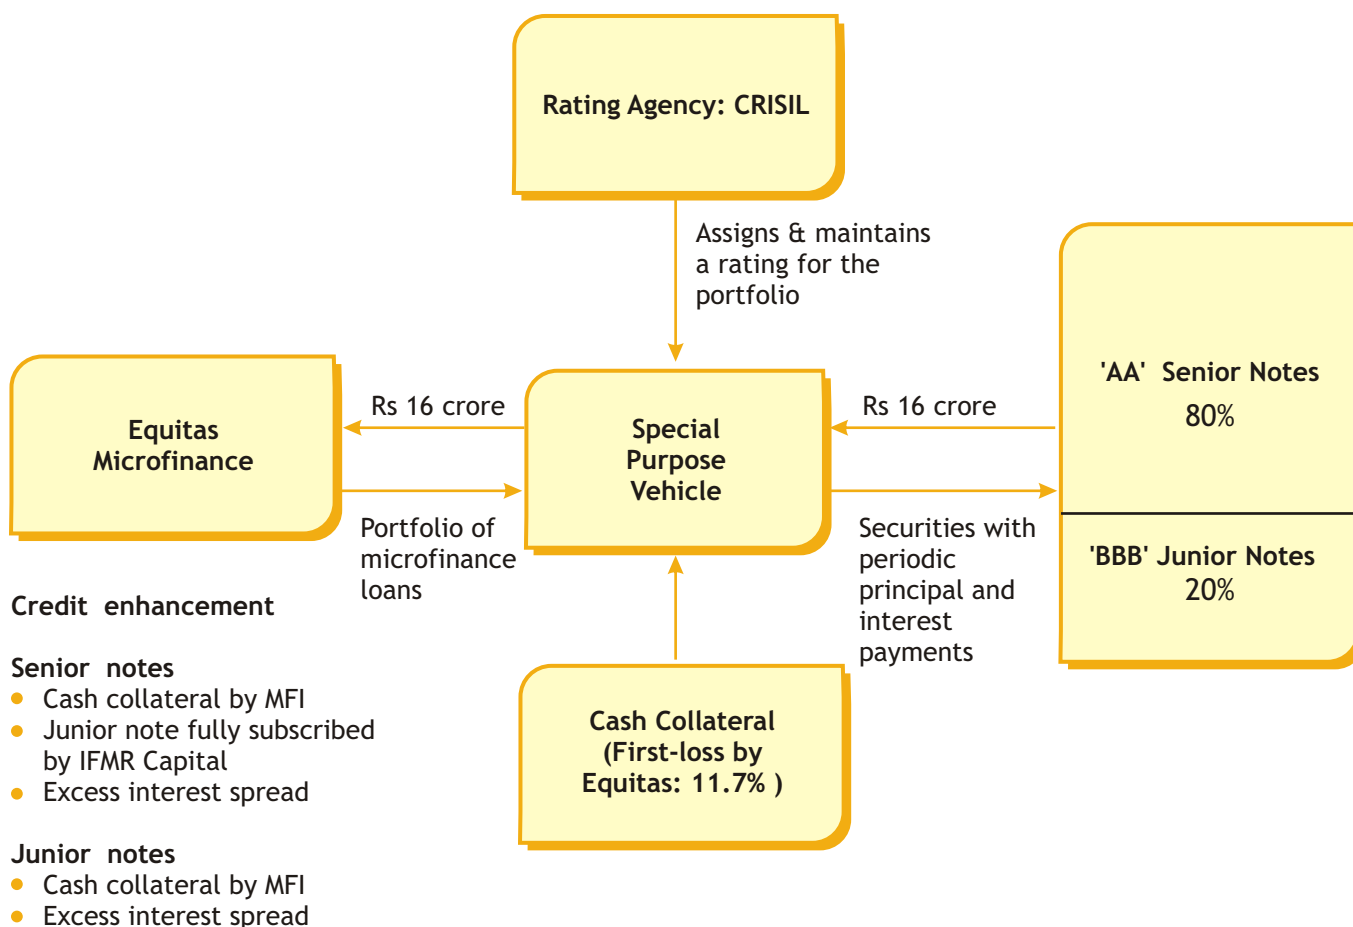 Rating Agency: CRISIL
Assigns & maintains
a rating for the
portfolio
Equitas
Microfinance
Rs 16 crore
Special
Purpose
Vehicle
Rs 16 crore
'AA' Senior Notes
80%
'BBB' Junior Notes
20%
Portfolio of
microfinance
loans
Securities with
periodic
principal and
interest
payments
Cash Collateral
(First-loss by
Equitas: 11.7% )
Credit enhancement
Senior notes
• Cash collateral by MFI
• Junior note fully subscribed
by IFMR Capital
• Excess interest spread
Junior notes
• Cash collateral by MFI
• Excess interest spread